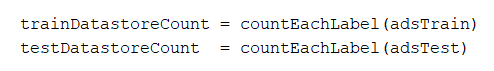 trainDatastoreCount = countEachLabel(adsTrain)
testDatastoreCount  = countEachLabel(adsTest)